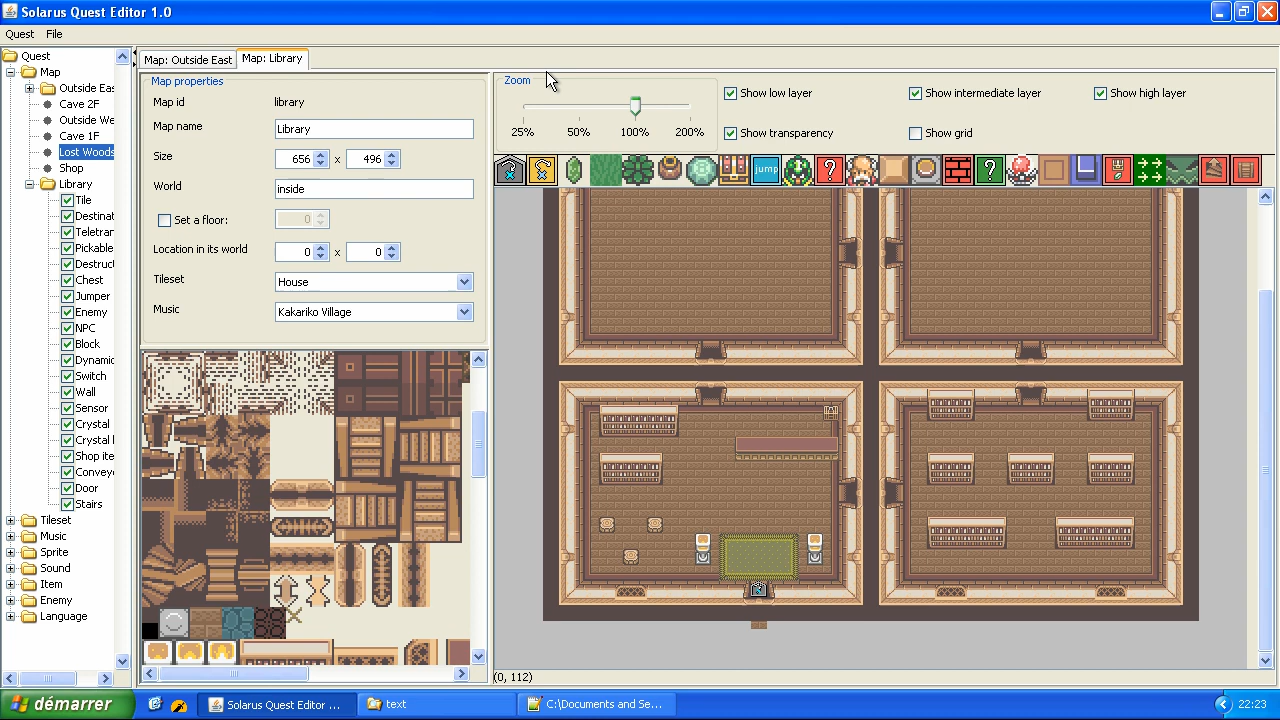 Solarus Quest Editor 1.0
Quest File
Quest
Map
Outside Eas
Cave 2F
Outside We
Cave 1F
Lost Woods
Shop
Library
Tile
Destinat
Teletran
Pickable
Destruct
Chest
Jumper
Enemy
NPC
Block
Dynamic
Switch
Wall
Sensor
Crystal
Crystal
Shop ite
Convey
Door
Stairs
Tileset
Music
Sprite
Sound
Item
Enemy
Language
Map: Outside East Map: Library
Map properties
Map id library
Map name Library
Size 656 x 496
World inside
Set a floor: 0
Location in its world 0 x 0
Tileset House
Music Kakariko Village
Zoom
25% 50% 100% 200%
Show low layer Show intermediate layer Show high layer
Show transparency Show grid
jump ? ?
(0, 112)
démarrer Solarus Quest Editor ... text C:\Documents and Se... 22:23